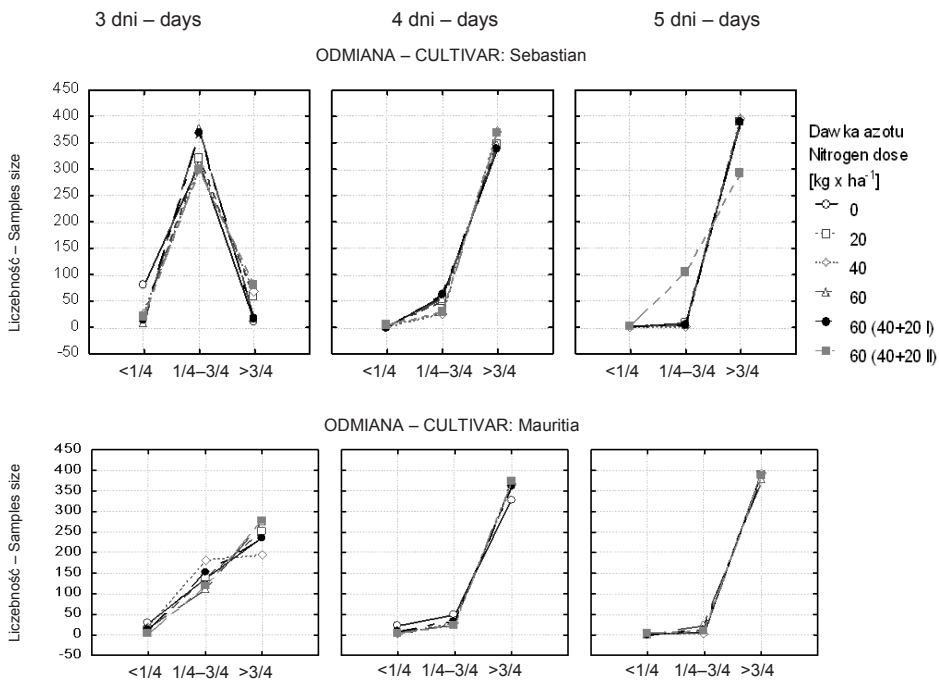 3 dni – days 4 dni – days 5 dni – days
ODMIANA – CULTIVAR: Sebastian
Liczebność – Samples size
450
400
350
300
250
200
150
100
50
0
-50
<1/4 1/4–3/4 >3/4
<1/4 1/4–3/4 >3/4
<1/4 1/4–3/4 >3/4
Dawka azotu
Nitrogen dose
[kg x ha⁻¹]
0
20
40
60
60 (40+20 I)
60 (40+20 II)
ODMIANA – CULTIVAR: Mauritia
Liczebność – Samples size
450
400
350
300
250
200
150
100
50
0
-50
<1/4 1/4–3/4 >3/4
<1/4 1/4–3/4 >3/4
<1/4 1/4–3/4 >3/4